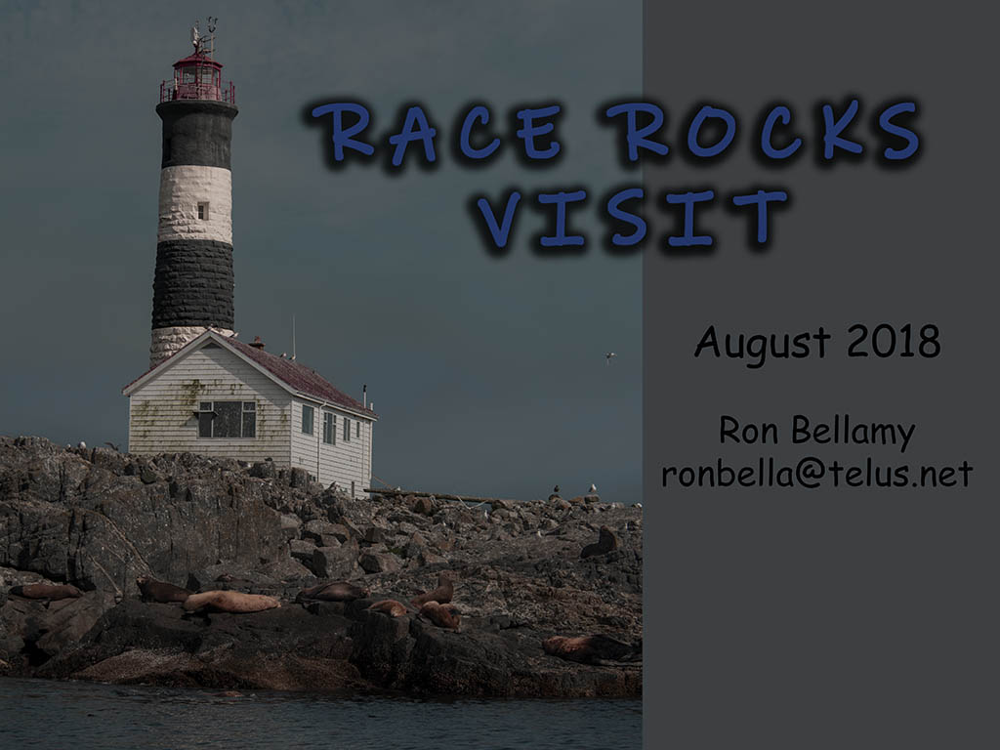 RACE ROCKS
VISIT
August 2018
Ron Bellamy
ronbella@telus.net